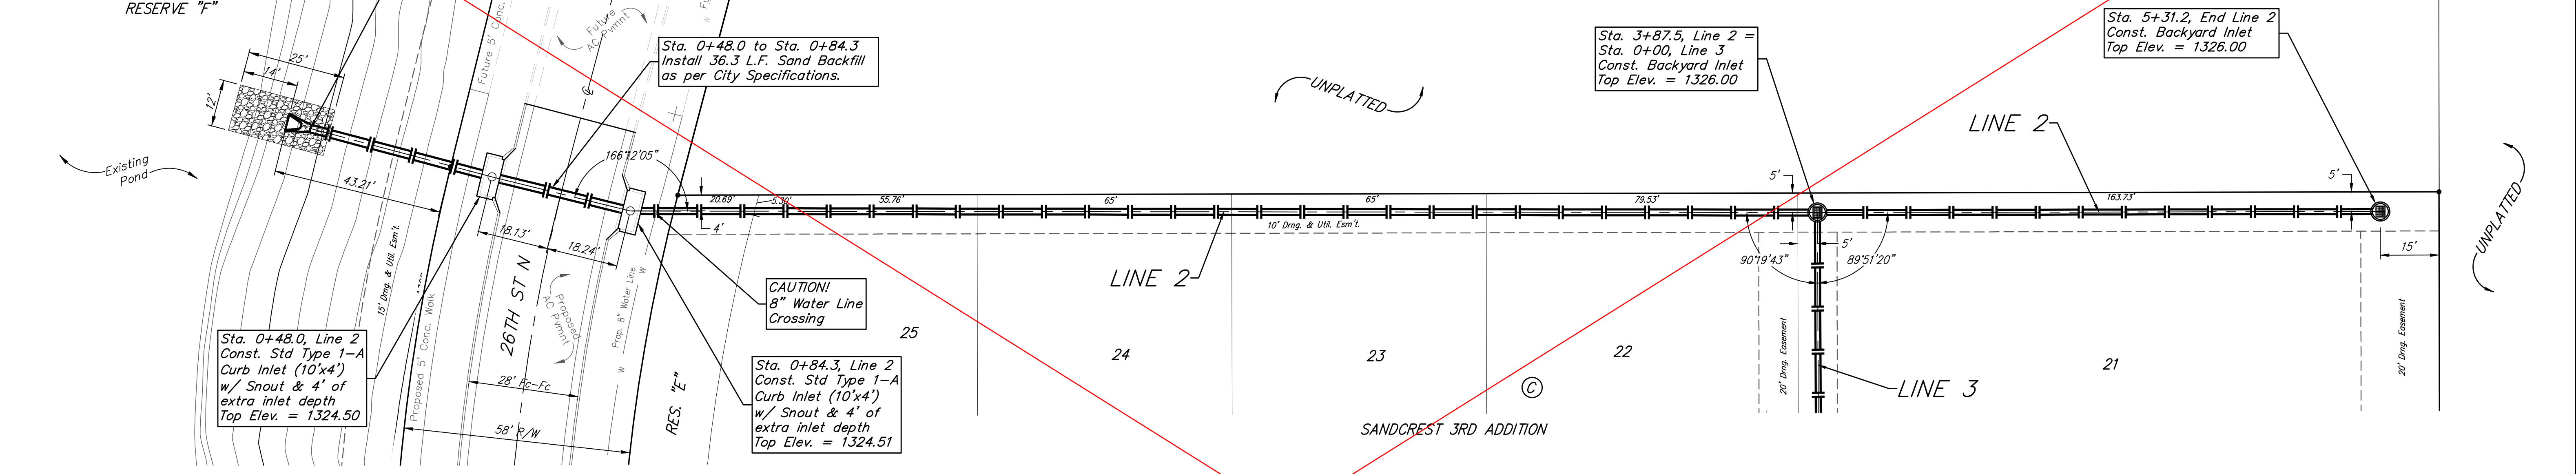 RESERVE "F"
25'
14'
12'
Existing
Pond
43.21'
15' Drng. & Util. Esm't.
Future 5' Conc.
Future
AC Pvmnt
Sta. 0+48.0 to Sta. 0+84.3
Install 36.3 L.F. Sand Backfill
as per City Specifications.
166°12'05"
18.13'
18.24'
26TH ST N
Proposed
AC Pvmnt
Prop. 8" Water Line
W
W
W
Proposed 5' Conc. Walk
28' Fc-Fc
58' R/W
RES. "E"
Sta. 0+48.0, Line 2
Const. Std Type 1-A
Curb Inlet (10'x4')
w/ Snout & 4' of
extra inlet depth
Top Elev. = 1324.50
CAUTION!
8" Water Line
Crossing
Sta. 0+84.3, Line 2
Const. Std Type 1-A
Curb Inlet (10'x4')
w/ Snout & 4' of
extra inlet depth
Top Elev. = 1324.51
20.69'
5.30'
55.76'
65'
65'
79.53'
163.73'
4'
10' Drng. & Util. Esm't.
LINE 2
UNPLATTED
Sta. 3+87.5, Line 2 =
Sta. 0+00, Line 3
Const. Backyard Inlet
Top Elev. = 1326.00
Sta. 5+31.2, End Line 2
Const. Backyard Inlet
Top Elev. = 1326.00
LINE 2
5'
5'
5'
15'
90°19'43"
89°51'20"
20' Drng. Easement
20' Drng. Easement
UNPLATTED
LINE 3
25
24
23
22
21
C
SANDCREST 3RD ADDITION